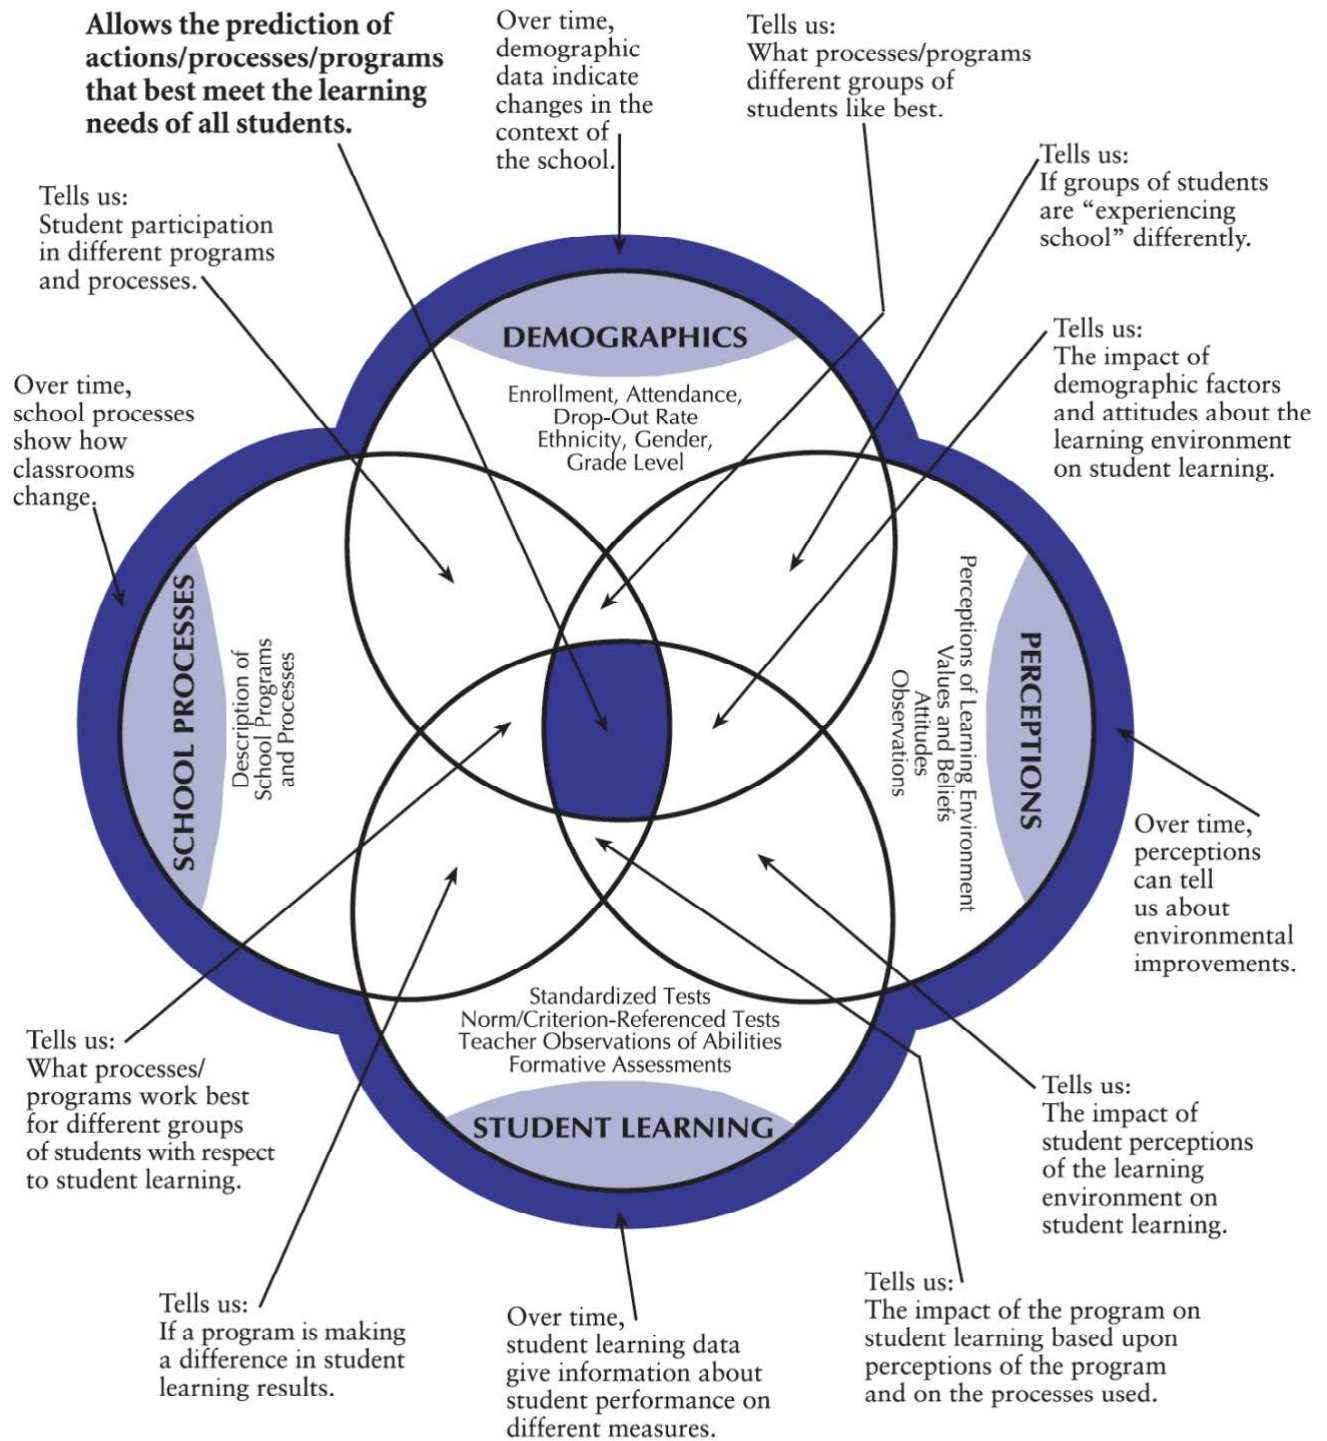 Allows the prediction of
actions/processes/programs
that best meet the learning
needs of all students.
Over time,
demographic
data indicate
changes in the
context of
the school.
Tells us:
What processes/programs
different groups of
students like best.
Tells us:
If groups of students
are “experiencing
school” differently.
Tells us:
Student participation
in different programs
and processes.
Tells us:
The impact of
demographic factors
and attitudes about the
learning environment
on student learning.
Over time,
school processes
show how
classrooms
change.
DEMOGRAPHICS
Enrollment, Attendance,
Drop-Out Rate
Ethnicity, Gender,
Grade Level
SCHOOL PROCESSES
Description of
School Programs
and Processes
PERCEPTIONS
Perceptions of Learning Environment
Values and Beliefs
Attitudes
Observations
Over time,
perceptions
can tell
us about
environmental
improvements.
Standardized Tests
Norm/Criterion-Referenced Tests
Teacher Observations of Abilities
Formative Assessments
STUDENT LEARNING
Tells us:
What processes/
programs work best
for different groups
of students with respect
to student learning.
Tells us:
The impact of
student perceptions
of the learning
environment on
student learning.
Tells us:
If a program is making
a difference in student
learning results.
Over time,
student learning data
give information about
student performance on
different measures.
Tells us:
The impact of the program on
student learning based upon
perceptions of the program
and on the processes used.